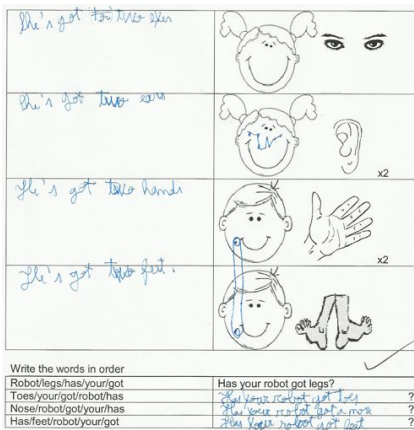 She's got two eyes
She's got two ears
x2
He's got two hands
x2
He's got two feet.
Write the words in order
Robot/legs/has/your/got
Has your robot got legs?
Toes/your/got/robot/has
Has your robot got toes ?
Nose/robot/got/your/has
Has your robot got a nose ?
Has/feet/robot/your/got
Has your robot got feet ?